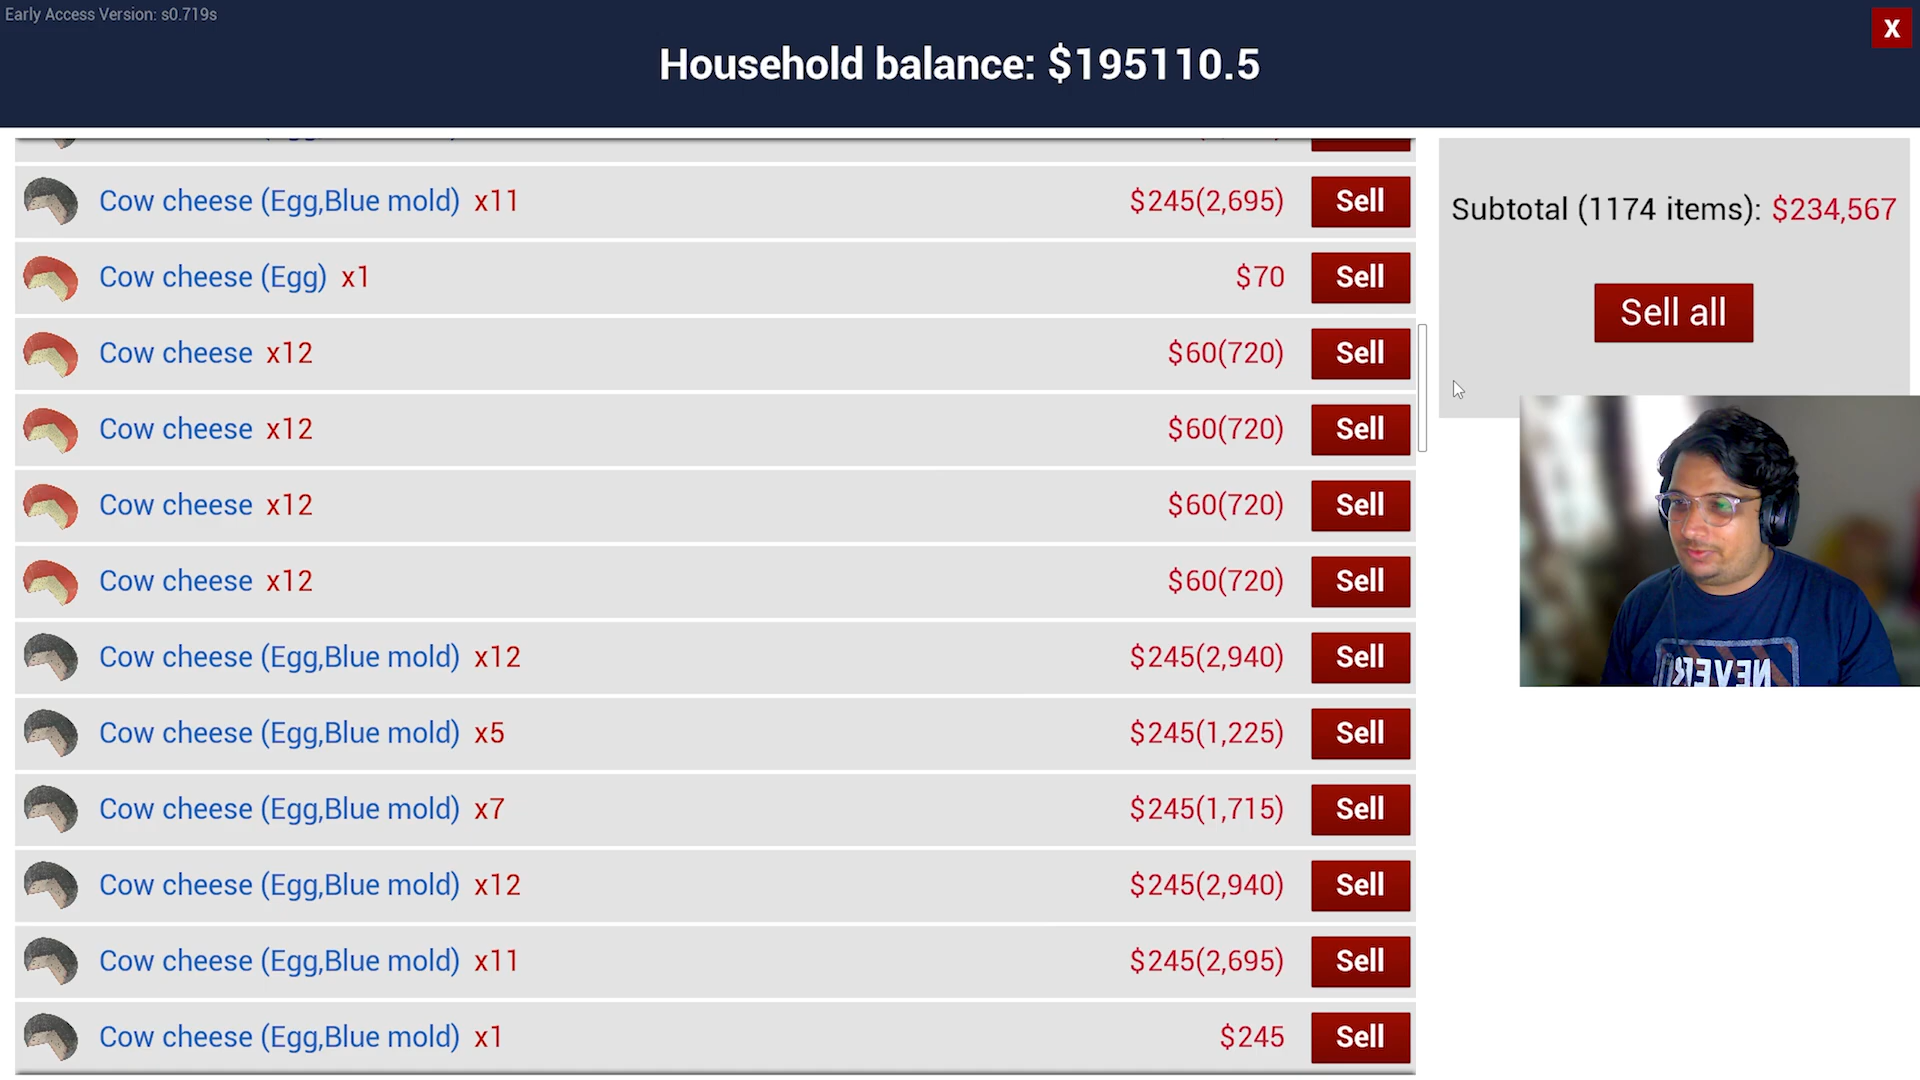 Early Access Version: s0.719s
X
Household balance: $195110.5
Cow cheese (Egg,Blue mold) x11 $245(2,695) Sell
Subtotal (1174 items): $234,567
Cow cheese (Egg) x1 $70 Sell
Sell all
Cow cheese x12 $60(720) Sell
Cow cheese x12 $60(720) Sell
Cow cheese x12 $60(720) Sell
Cow cheese x12 $60(720) Sell
Cow cheese (Egg,Blue mold) x12 $245(2,940) Sell
NEVER
Cow cheese (Egg,Blue mold) x5 $245(1,225) Sell
Cow cheese (Egg,Blue mold) x7 $245(1,715) Sell
Cow cheese (Egg,Blue mold) x12 $245(2,940) Sell
Cow cheese (Egg,Blue mold) x11 $245(2,695) Sell
Cow cheese (Egg,Blue mold) x1 $245 Sell